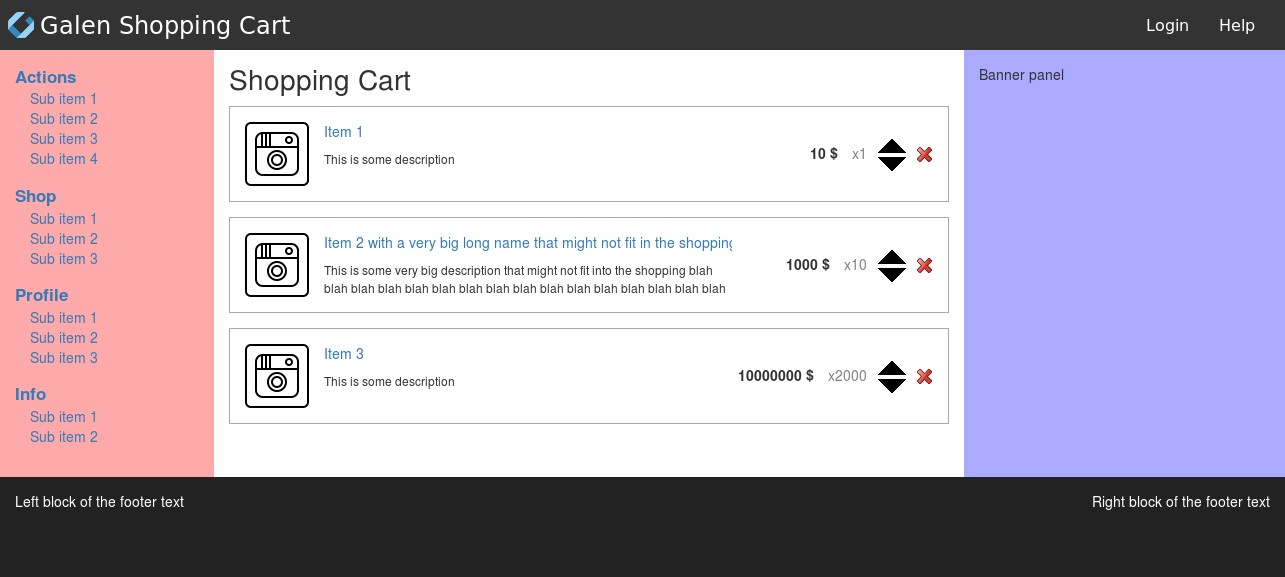 Galen Shopping Cart
Login
Help
Actions
Sub item 1
Sub item 2
Sub item 3
Sub item 4
Shop
Sub item 1
Sub item 2
Sub item 3
Profile
Sub item 1
Sub item 2
Sub item 3
Info
Sub item 1
Sub item 2
Shopping Cart
Item 1
This is some description
10 $ x1
Item 2 with a very big long name that might not fit in the shopping
This is some very big description that might not fit into the shopping blah
blah blah blah blah blah blah blah blah blah blah blah blah blah blah blah
1000 $ x10
Item 3
This is some description
10000000 $ x2000
Banner panel
Left block of the footer text
Right block of the footer text